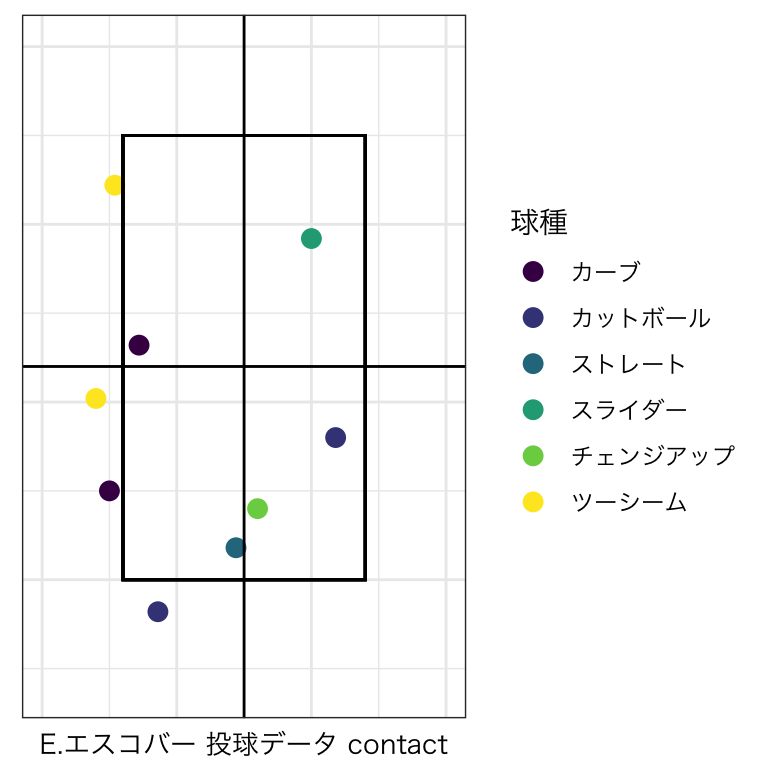 球種
カーブ
カットボール
ストレート
スライダー
チェンジアップ
ツーシーム
E.エスコバー 投球データ contact